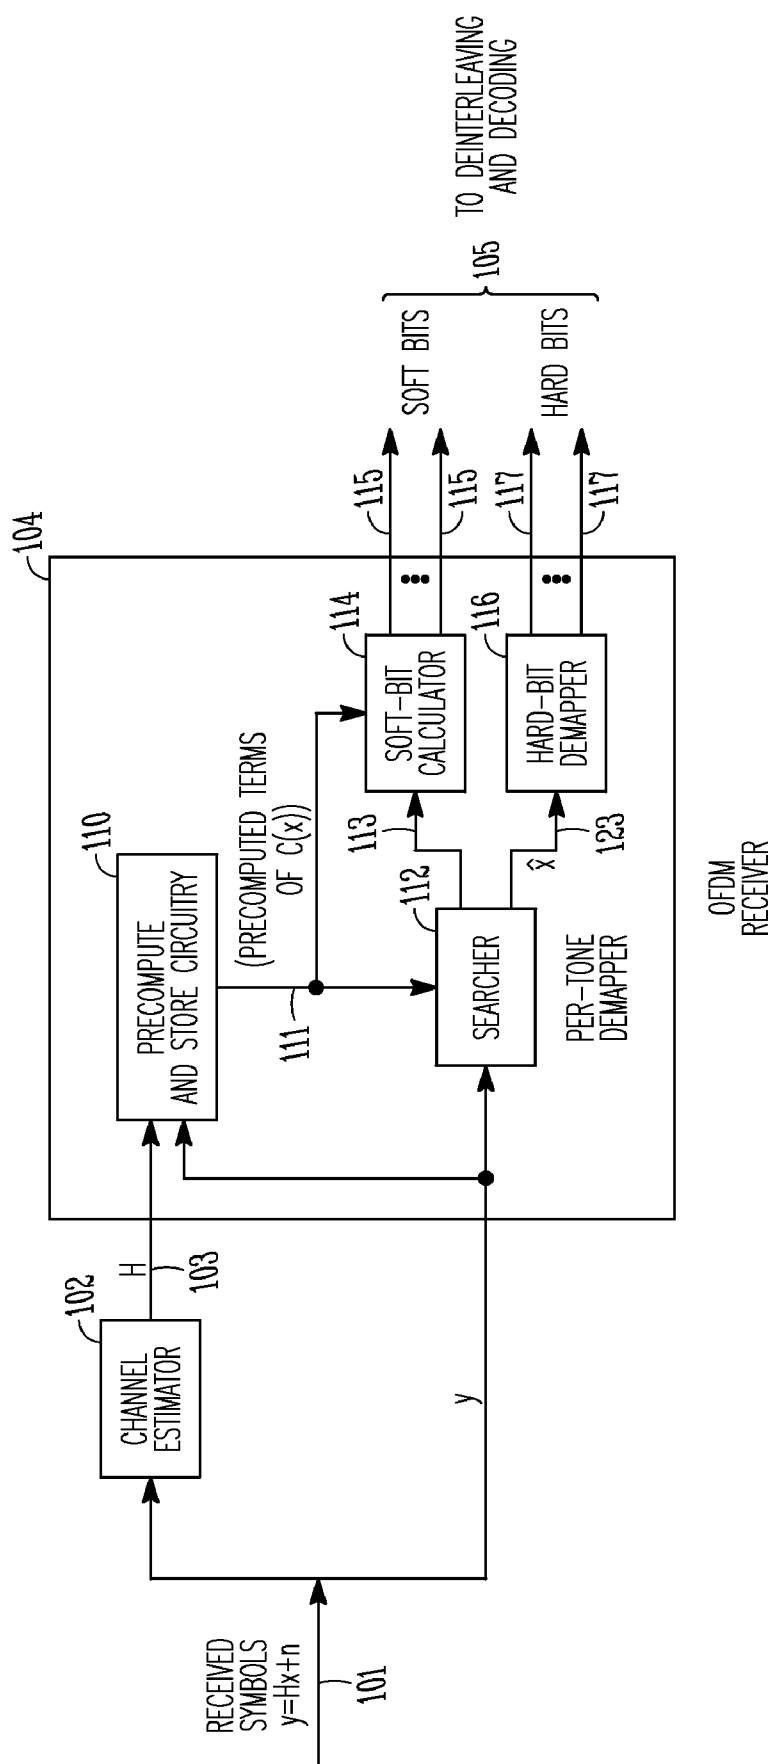 RECEIVED
SYMBOLS
y=Hx+n
101
102
CHANNEL
ESTIMATOR
H
103
y
104
110
PRECOMPUTE
AND STORE CIRCUITRY
111
(PRECOMPUTED TERMS
OF C(x))
112
SEARCHER
PER-TONE
DEMAPPER
113
x̂
123
114
SOFT-BIT
CALCULATOR
116
HARD-BIT
DEMAPPER
115
115
117
117
SOFT BITS
HARD BITS
105
TO DEINTERLEAVING
AND DECODING
OFDM
RECEIVER